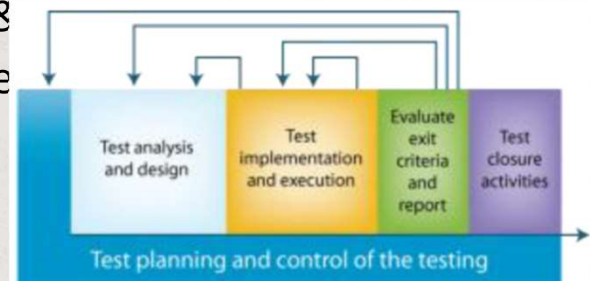 Test analysis
and design
Test
implementation
and execution
Evaluate
exit
criteria
and
report
Test
closure
activities
Test planning and control of the testing